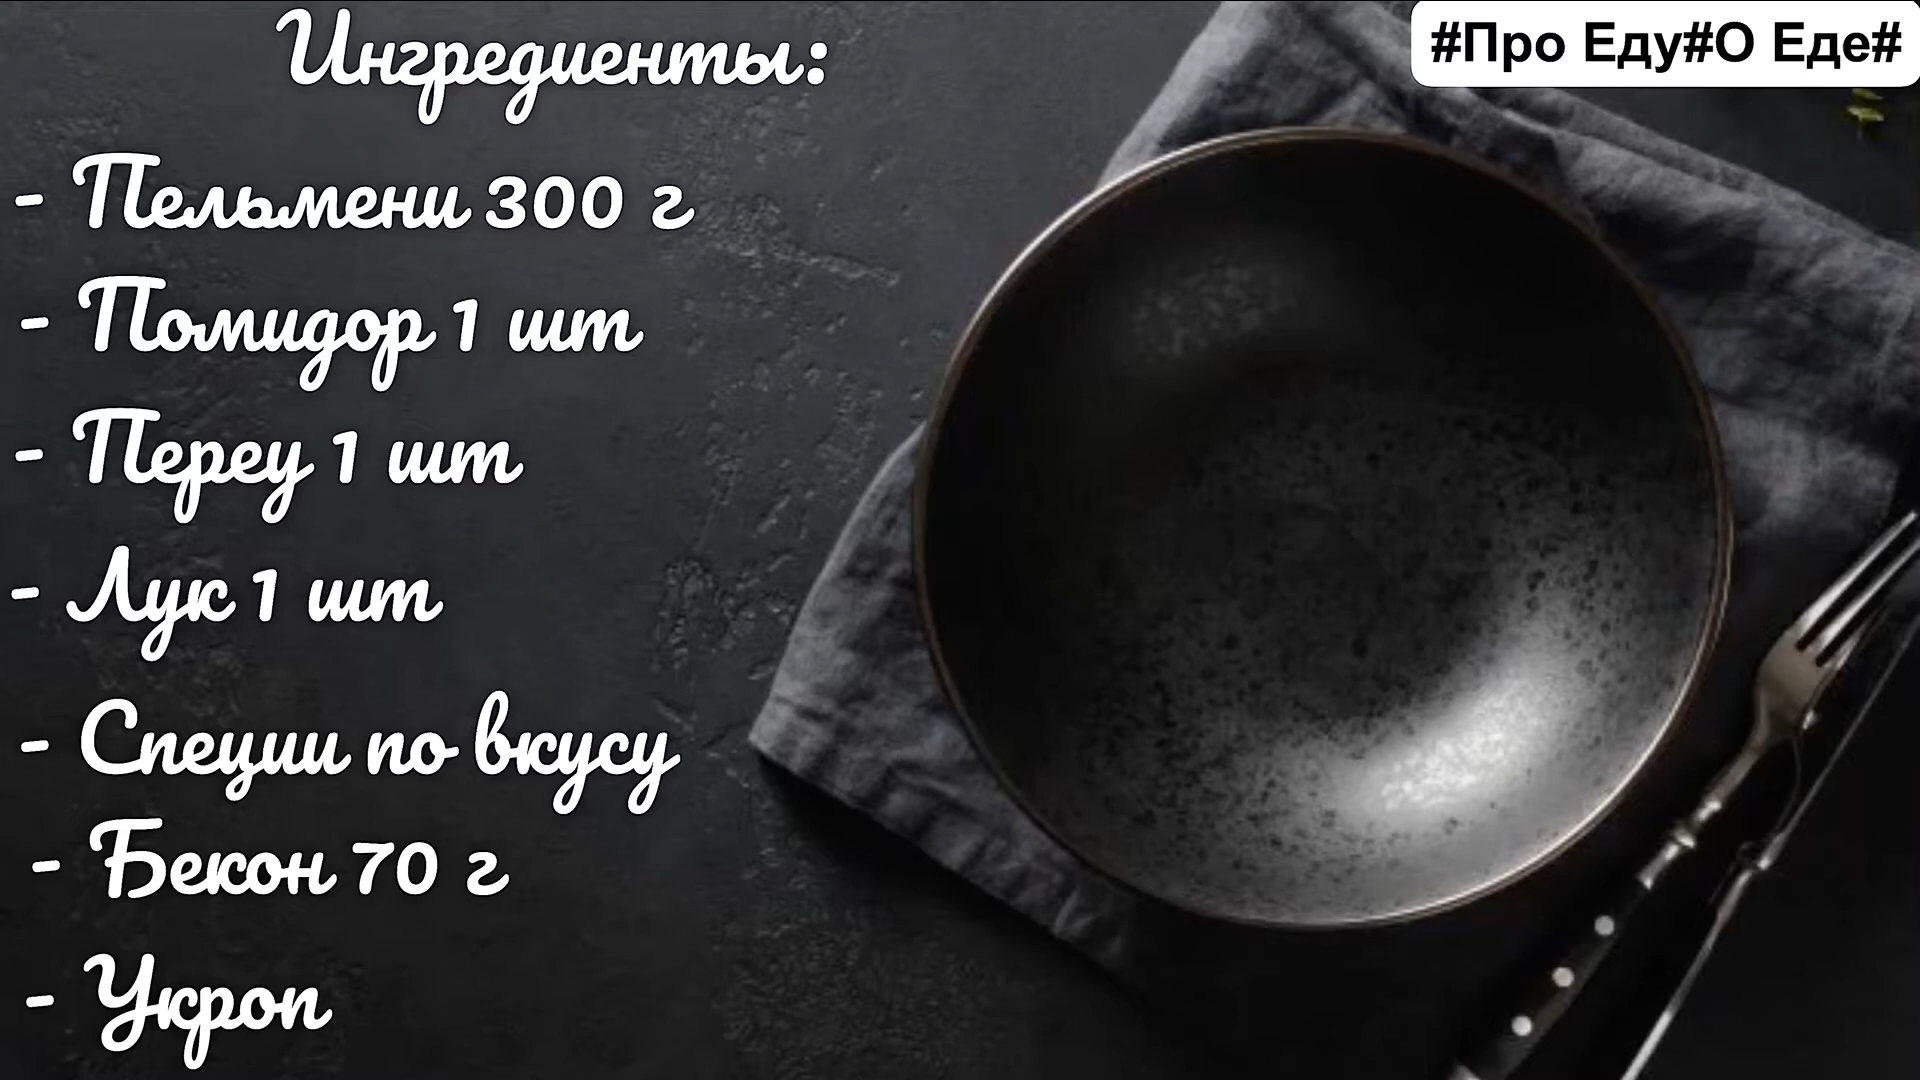 Ингредиенты:
#Про Еду#О Еде#
- Пельмени 300 г
- Помидор 1 шт
- Переу 1 шт
- Лук 1 шт
- Специи по вкусу
- Бекон 70 г
- Укроп